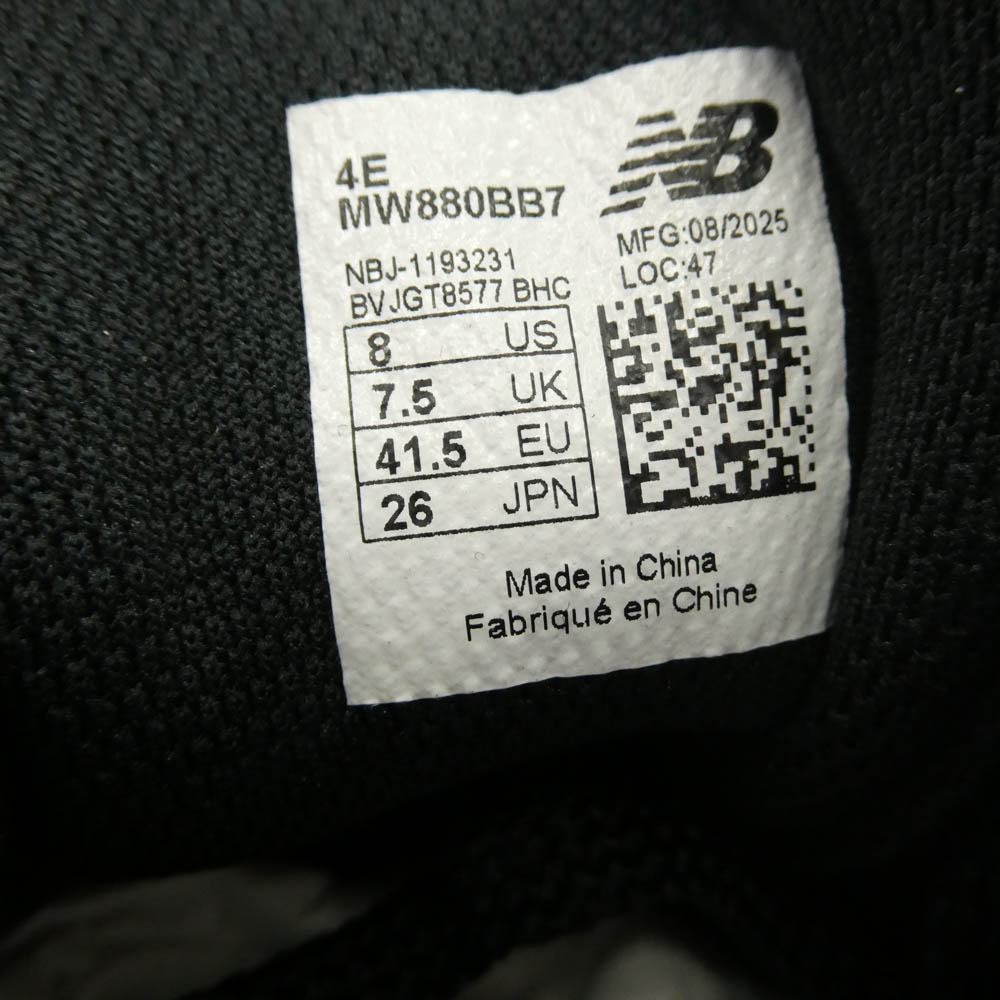 NB
4E
MW880BB7
MFG:08/2025
LOC:47
NBJ-1193231
BVJGT8577 BHC
8 US
7.5 UK
41.5 EU
26 JPN
Made in China
Fabriqué en Chine